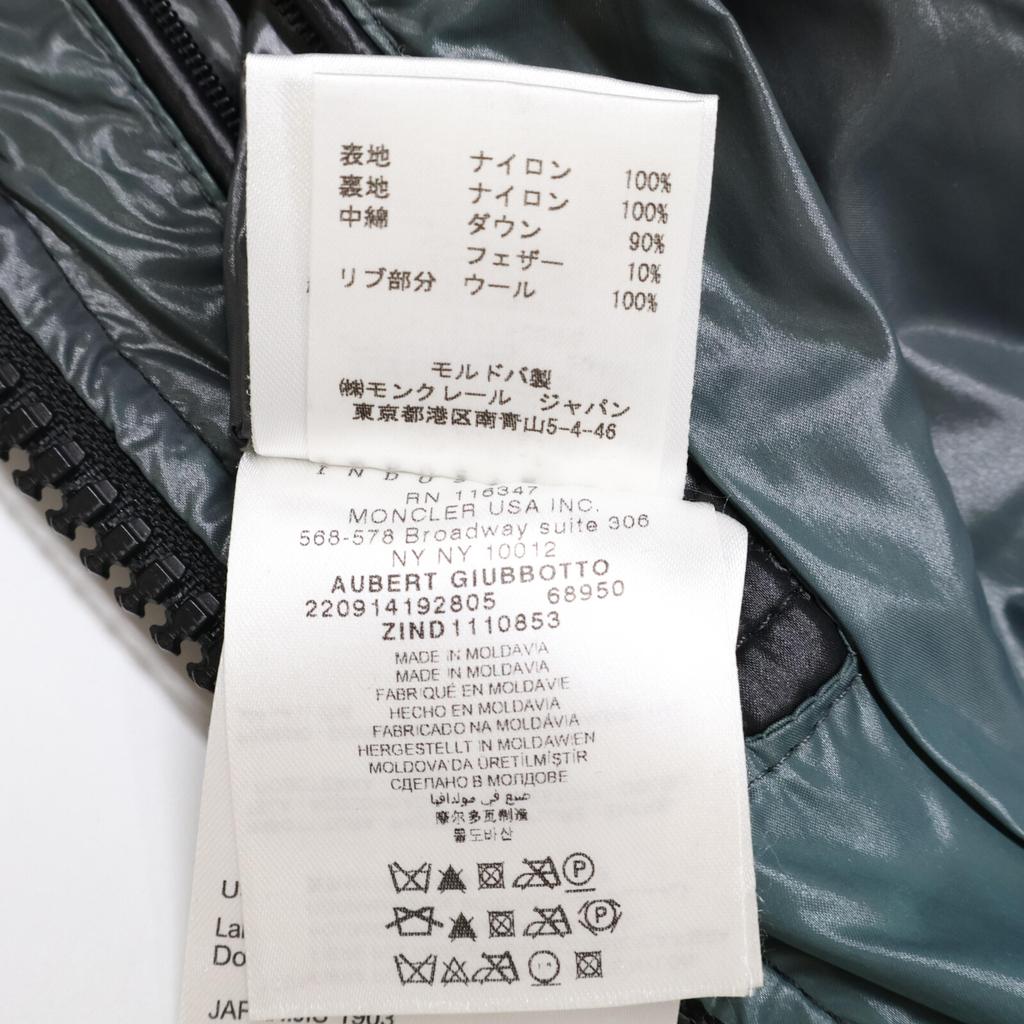 表地 ナイロン 100%
裏地 ナイロン 100%
中綿 ダウン 90%
フェザー 10%
リブ部分 ウール 100%
モルドバ製
㈱モンクレール ジャパン
東京都港区南青山5-4-46
RN 116347
MONCLER USA INC.
568-578 Broadway suite 306
NY NY 10012
AUBERT GIUBBOTTO
220914192805 68950
ZIND1110853
MADE IN MOLDAVIA
MADE IN MOLDAVIA
FABRIQUÉ EN MOLDAVIE
HECHO EN MOLDAVIA
FABRICADO NA MOLDÁVIA
HERGESTELLT IN MOLDAWIEN
MOLDOVA'DA ÜRETİLMİŞTİR
СДЕЛАНО В МОЛДОВЕ
صنع في مولدافيا
摩尔多瓦制造
몰도바산
P
P